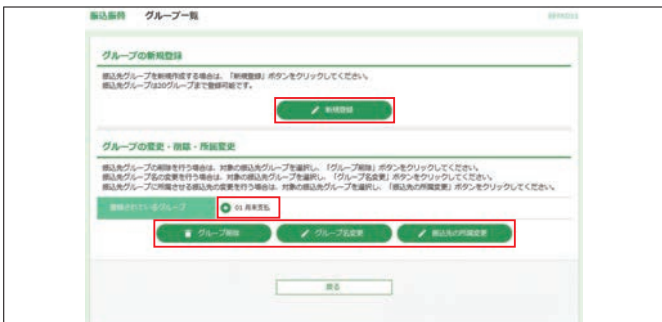 振込振替 グループ一覧
グループの新規登録
振込先グループを新規作成する場合は、「新規登録」ボタンをクリックしてください。
振込先グループは20グループまで登録可能です。
新規登録
グループの変更・削除・所属変更
振込先グループの削除を行う場合は、対象の振込先グループを選択し、「グループ削除」ボタンをクリックしてください。
振込先グループ名の変更を行う場合は、対象の振込先グループを選択し、「グループ名変更」ボタンをクリックしてください。
振込先グループに所属させる振込先の変更を行う場合は、対象の振込先グループを選択し、「振込先の所属変更」ボタンをクリックしてください。
登録されているグループ 01 月末支払
グループ削除 グループ名変更 振込先の所属変更
戻る